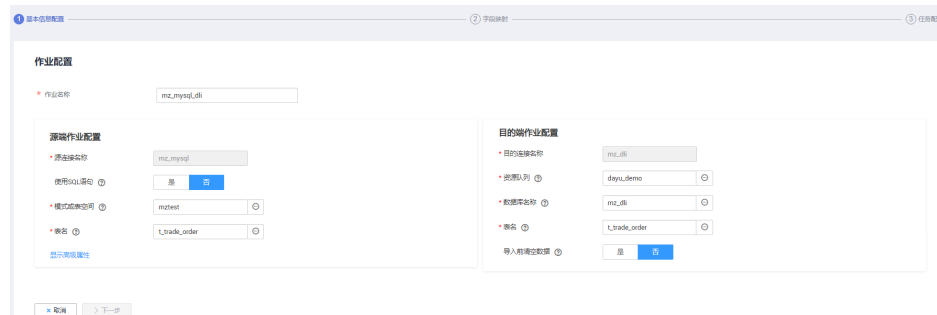 1 基本信息配置
2 字段映射
3 任务配
作业配置
* 作业名称 mz_mysql_dli
源端作业配置
* 源连接名称 mz_mysql
使用SQL语句 ? 是 否
* 模式或表空间 ? mztest
* 表名 ? t_trade_order
显示高级属性
目的端作业配置
* 目的连接名称 mz_dli
* 资源队列 ? dayu_demo
* 数据库名称 ? mz_dli
* 表名 ? t_trade_order
导入前清空数据 ? 是 否
× 取消 > 下一步